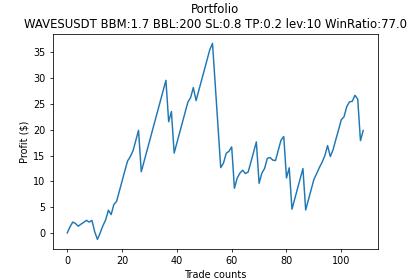 Portfolio
WAVESUSDT BBM:1.7 BBL:200 SL:0.8 TP:0.2 lev:10 WinRatio:77.0
35
30
25
20
15
10
5
0
Profit ($)
0 20 40 60 80 100
Trade counts